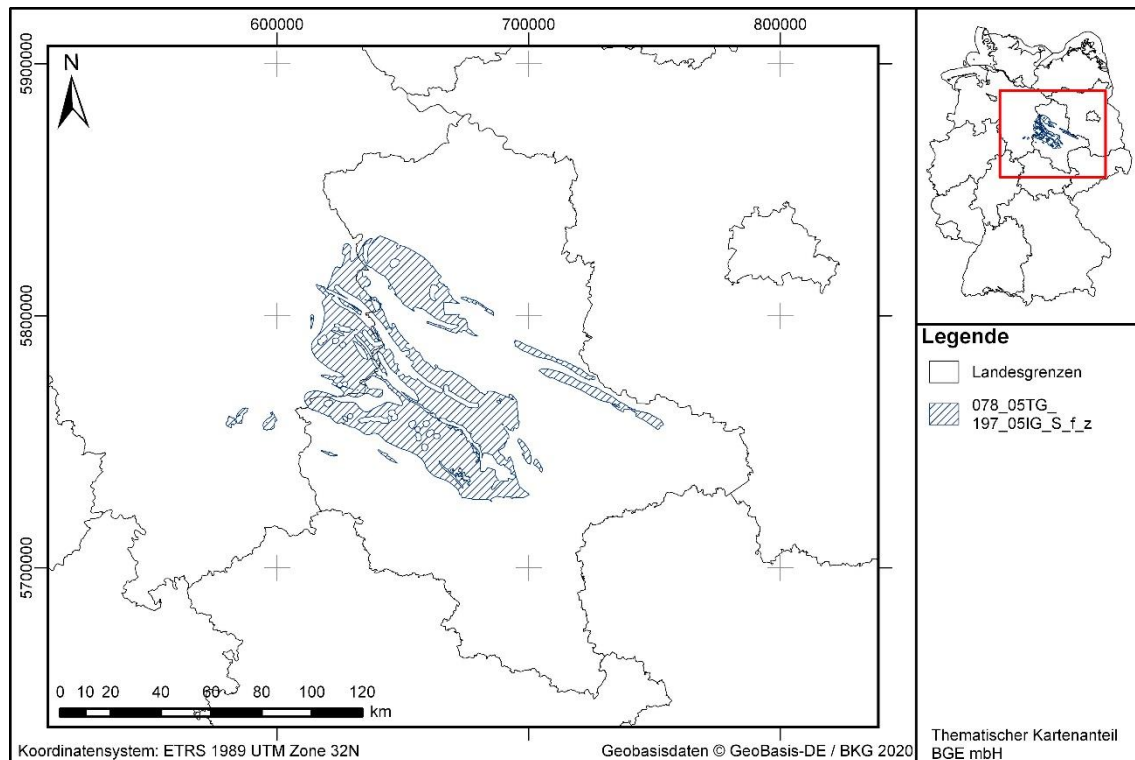 600000 700000 800000
5900000
5800000
5700000
N
0 10 20 40 60 80 100 120
km
Koordinatensystem: ETRS 1989 UTM Zone 32N
Geobasisdaten © GeoBasis-DE / BKG 2020
Legende
Landesgrenzen
078_05TG_
197_05IG_S_f_z
Thematischer Kartenanteil
BGE mbH